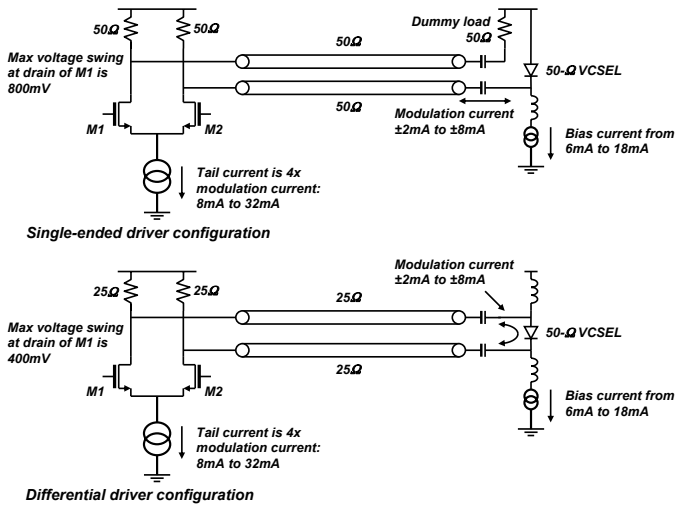 50Ω
50Ω
Dummy load
50Ω
Max voltage swing
at drain of M1 is
800mV
50Ω
50-Ω VCSEL
50Ω
Modulation current
±2mA to ±8mA
M1
M2
Bias current from
6mA to 18mA
Tail current is 4x
modulation current:
8mA to 32mA
Single-ended driver configuration
Modulation current
±2mA to ±8mA
25Ω
25Ω
25Ω
Max voltage swing
at drain of M1 is
400mV
50-Ω VCSEL
25Ω
M1
M2
Bias current from
6mA to 18mA
Tail current is 4x
modulation current:
8mA to 32mA
Differential driver configuration